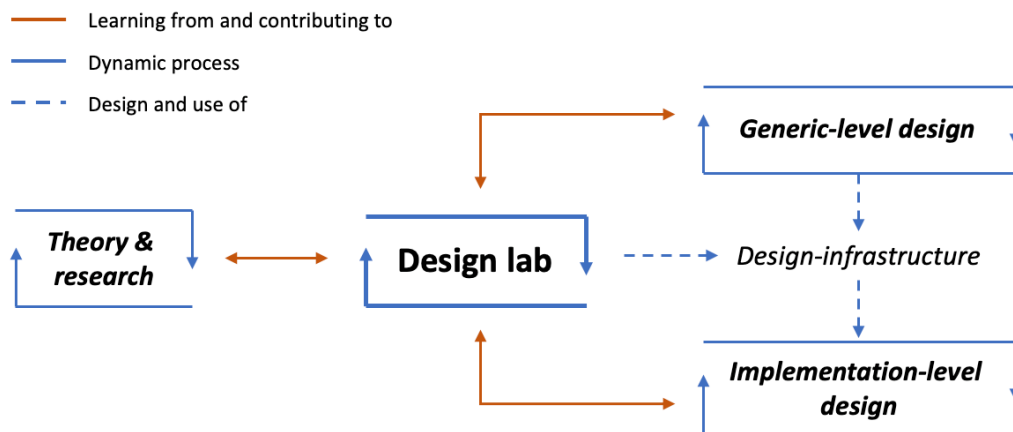 Learning from and contributing to
Dynamic process
Design and use of
Generic-level design
Theory &
research
Design lab
Design-infrastructure
Implementation-level
design